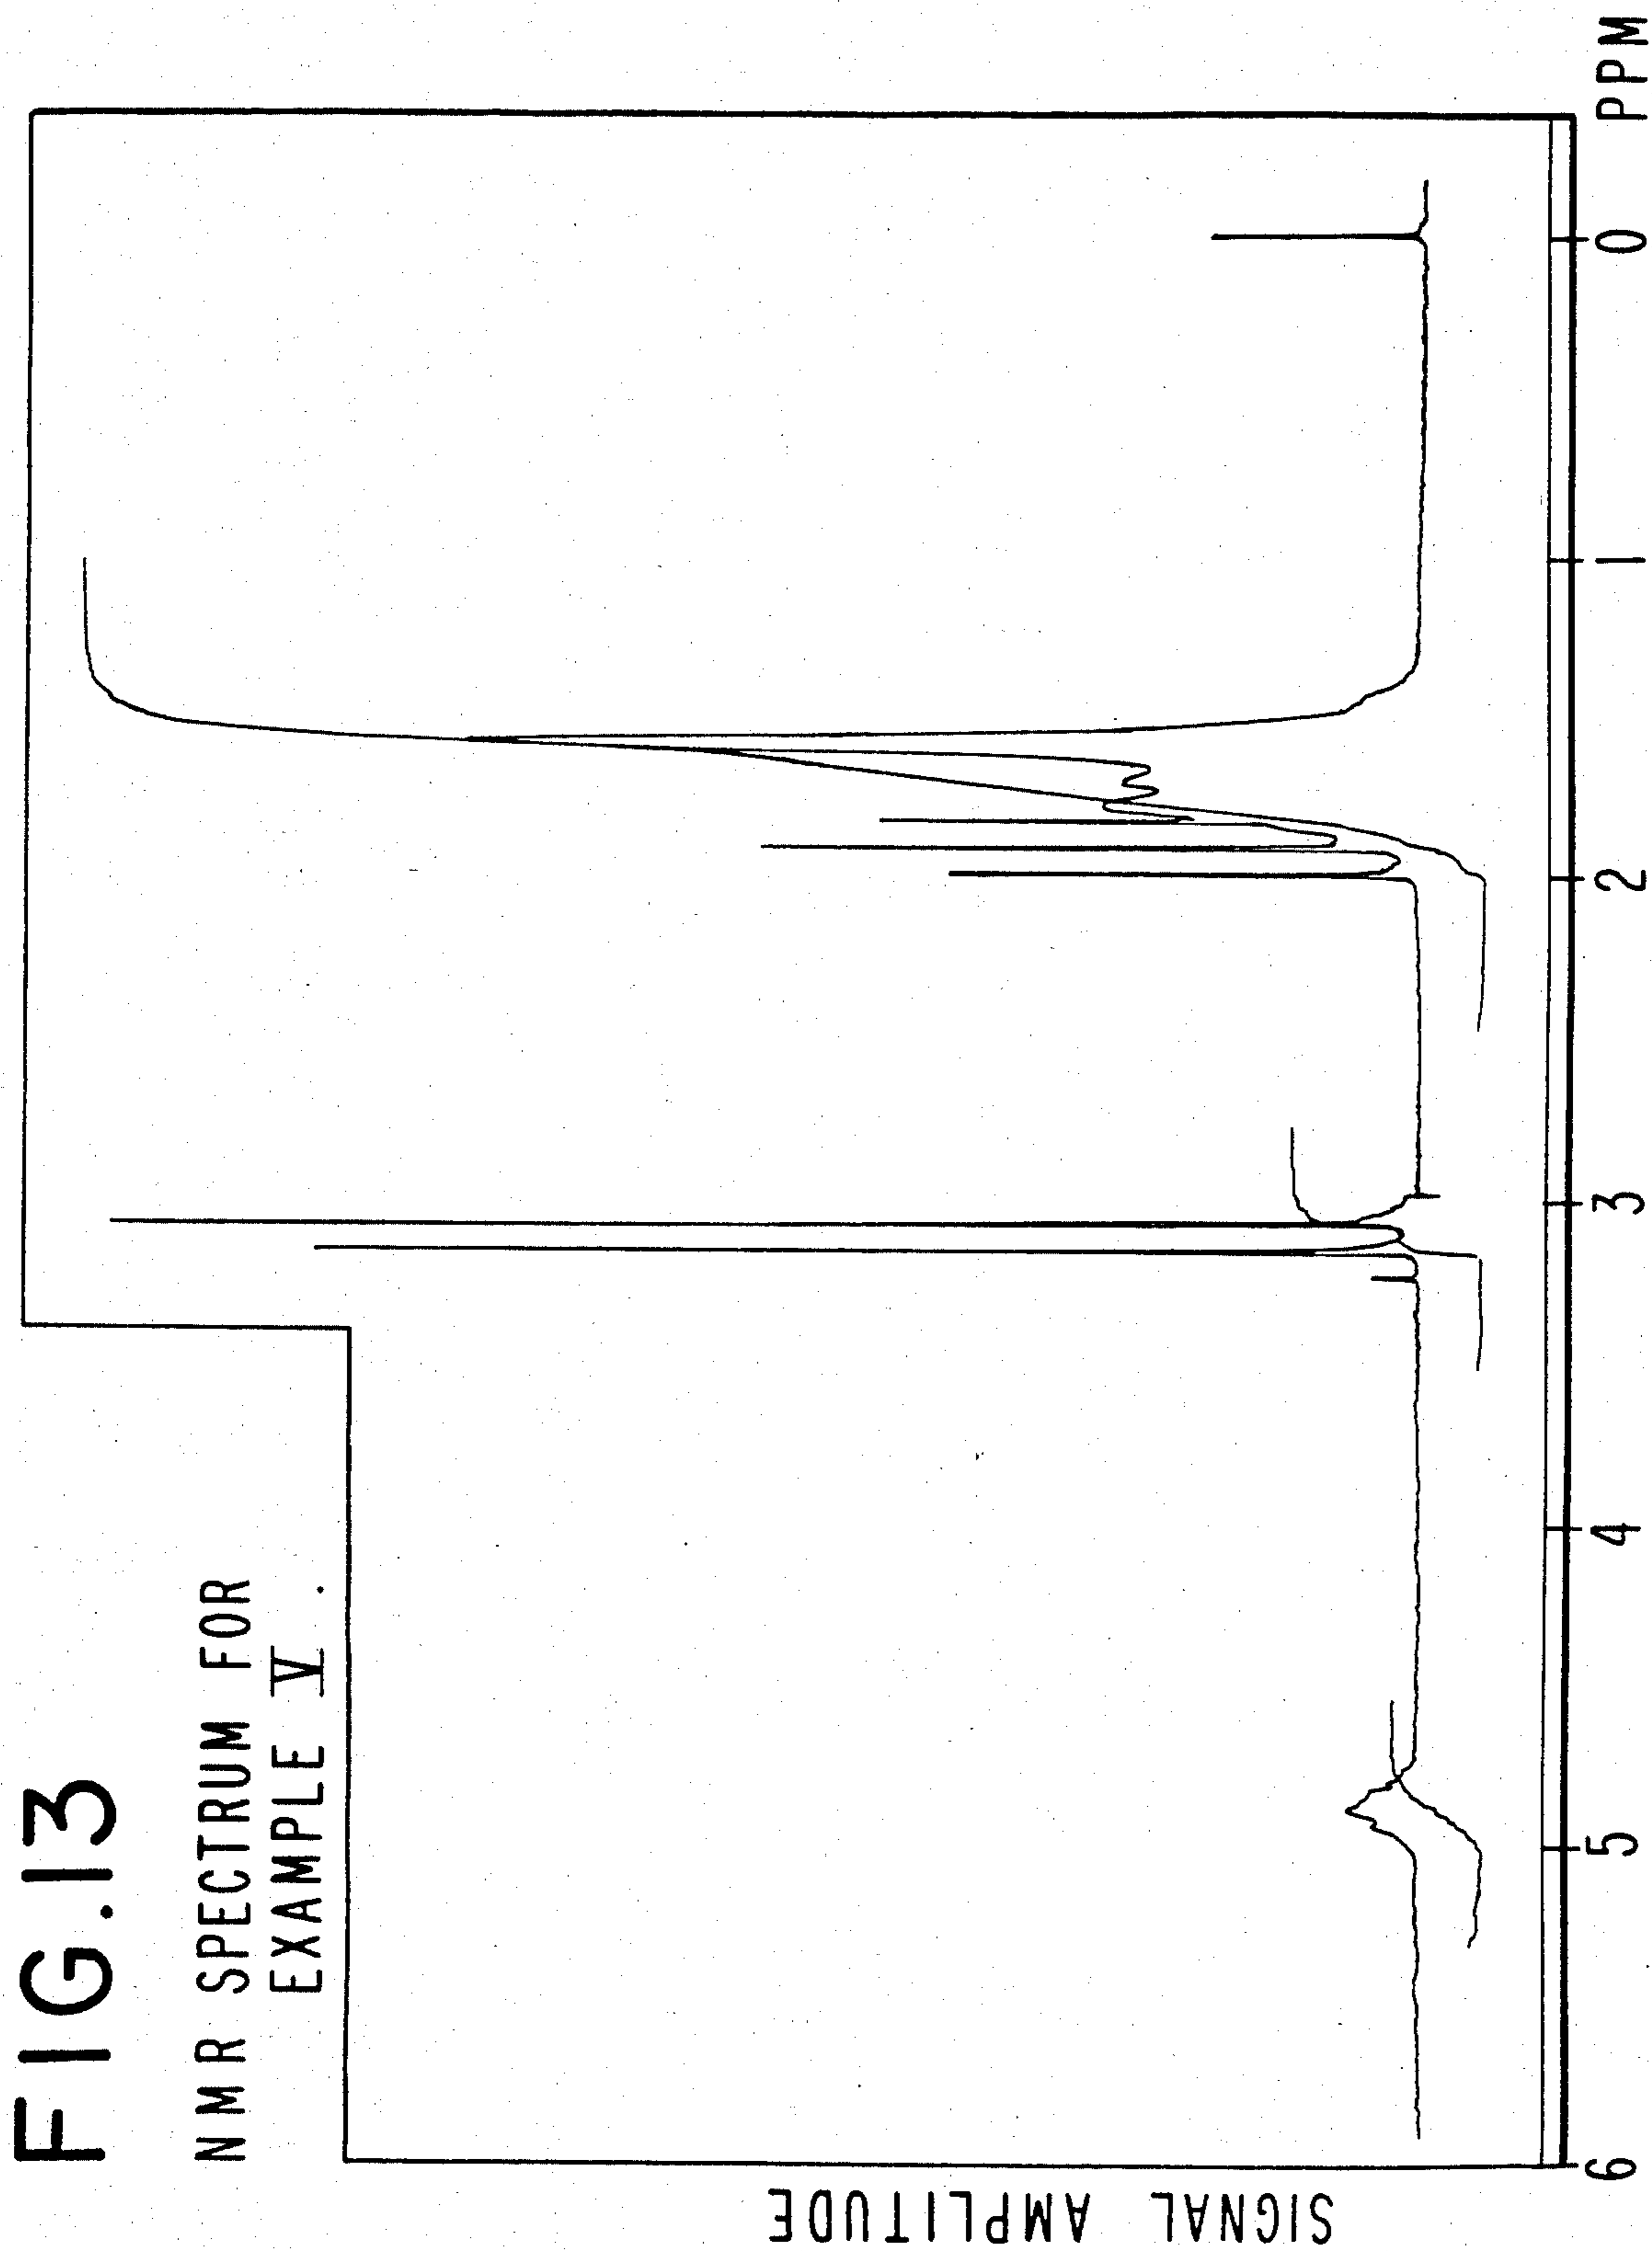 FIG.13
NMR SPECTRUM FOR
EXAMPLE V.
SIGNAL AMPLITUDE
6 5 4 3 2 1 0 PPM